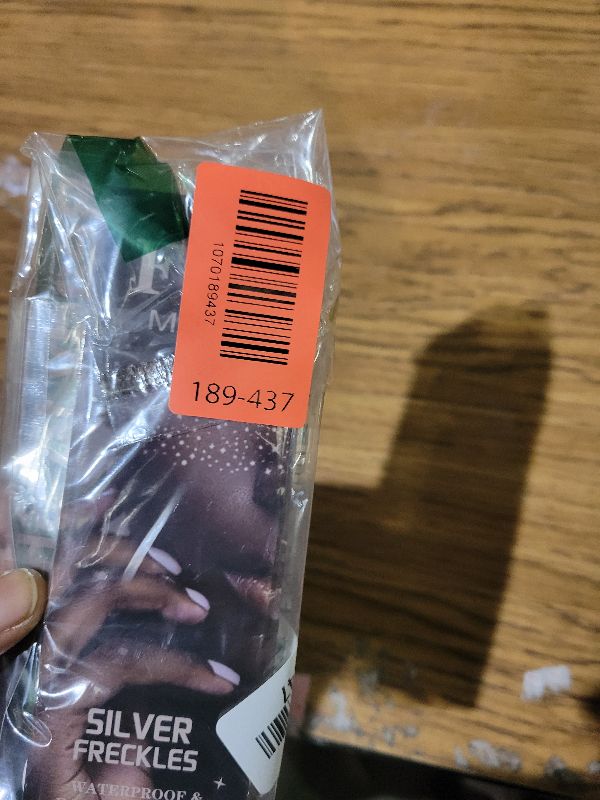 F
M
1070189437
189-437
SILVER
FRECKLES
WATERPROOF &